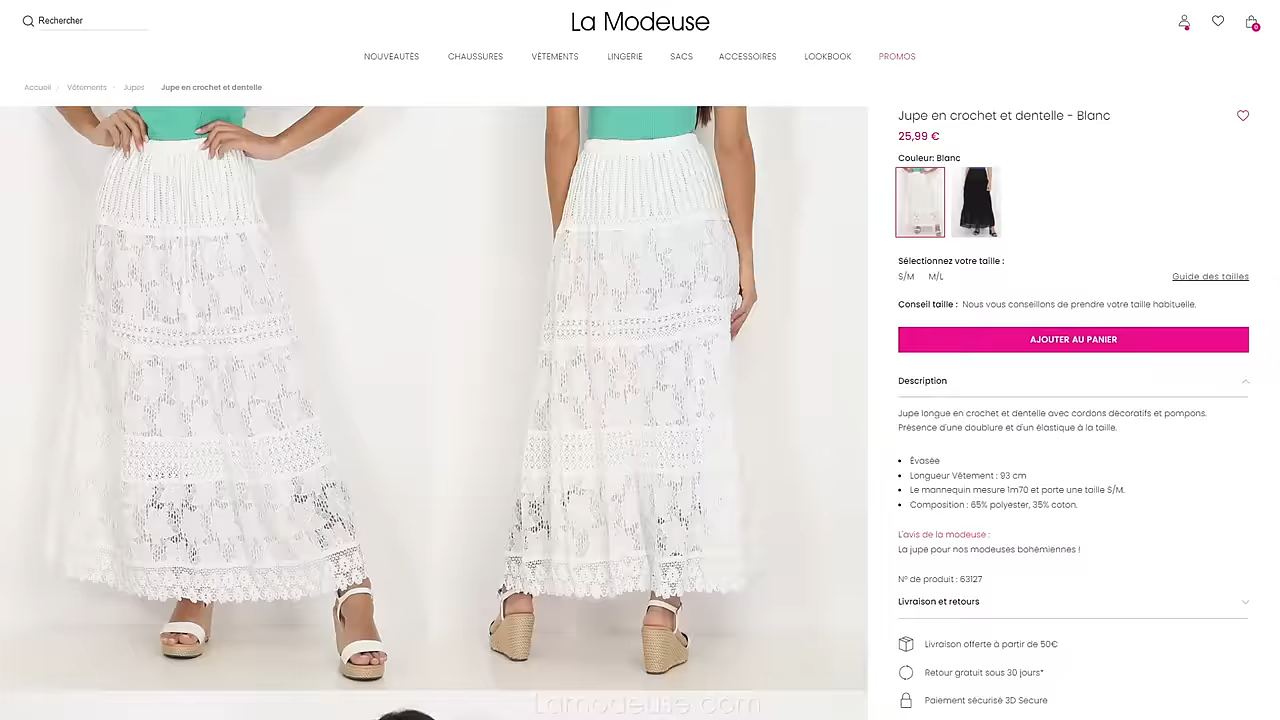 Rechercher
La Modeuse
0
NOUVEAUTÉS CHAUSSURES VÊTEMENTS LINGERIE SACS ACCESSOIRES LOOKBOOK PROMOS
Accueil / Vêtements Jupes Jupe en crochet et dentelle
Jupe en crochet et dentelle - Blanc
25,99 €
Couleur: Blanc
Sélectionnez votre taille :
S/M M/L Guide des tailles
Conseil taille : Nous vous conseillons de prendre votre taille habituelle.
AJOUTER AU PANIER
Description
Jupe longue en crochet et dentelle avec cordons décoratifs et pompons.
Présence d'une doublure et d'un élastique à la taille.
• Évasée
• Longueur Vêtement : 93 cm
• Le mannequin mesure 1m70 et porte une taille S/M.
• Composition : 65% polyester, 35% coton.
L'avis de la modeuse :
La jupe pour nos modeuses bohémiennes !
N° de produit : 63127
Livraison et retours
Livraison offerte à partir de 50€
Retour gratuit sous 30 jours*
Paiement sécurisé 3D Secure
Lamodeuse.com